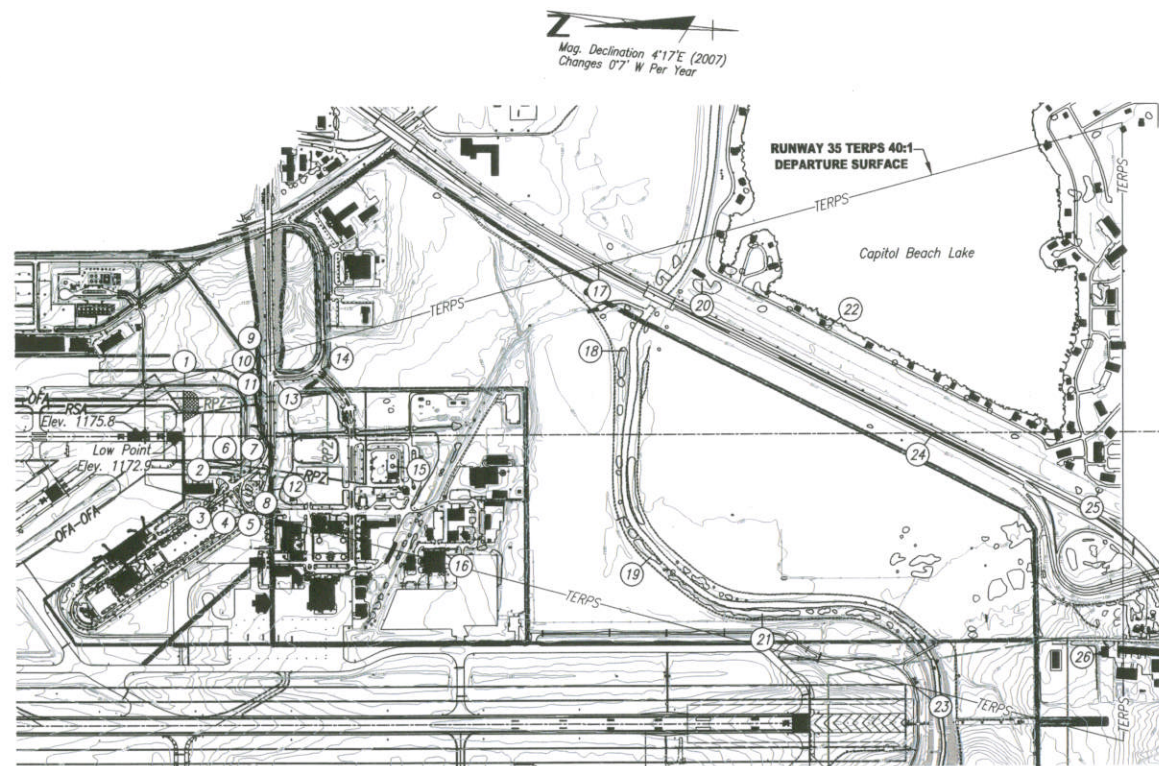 Z
Mag. Declination 4°17'E (2007)
Changes 0°7' W Per Year
RUNWAY 35 TERPS 40:1
DEPARTURE SURFACE
TERPS
TERPS
Capitol Beach Lake
TERPS
17
20
22
9
10
1
11
14
18
13
OFA
RPZ
RSA
Elev. 1175.8
Low Point
Elev. 1172.9
6
7
RPZ
2
RPZ
15
24
12
8
3
4
5
25
OFA-OFA
16
19
TERPS
21
26
23
TERPS
TERPS